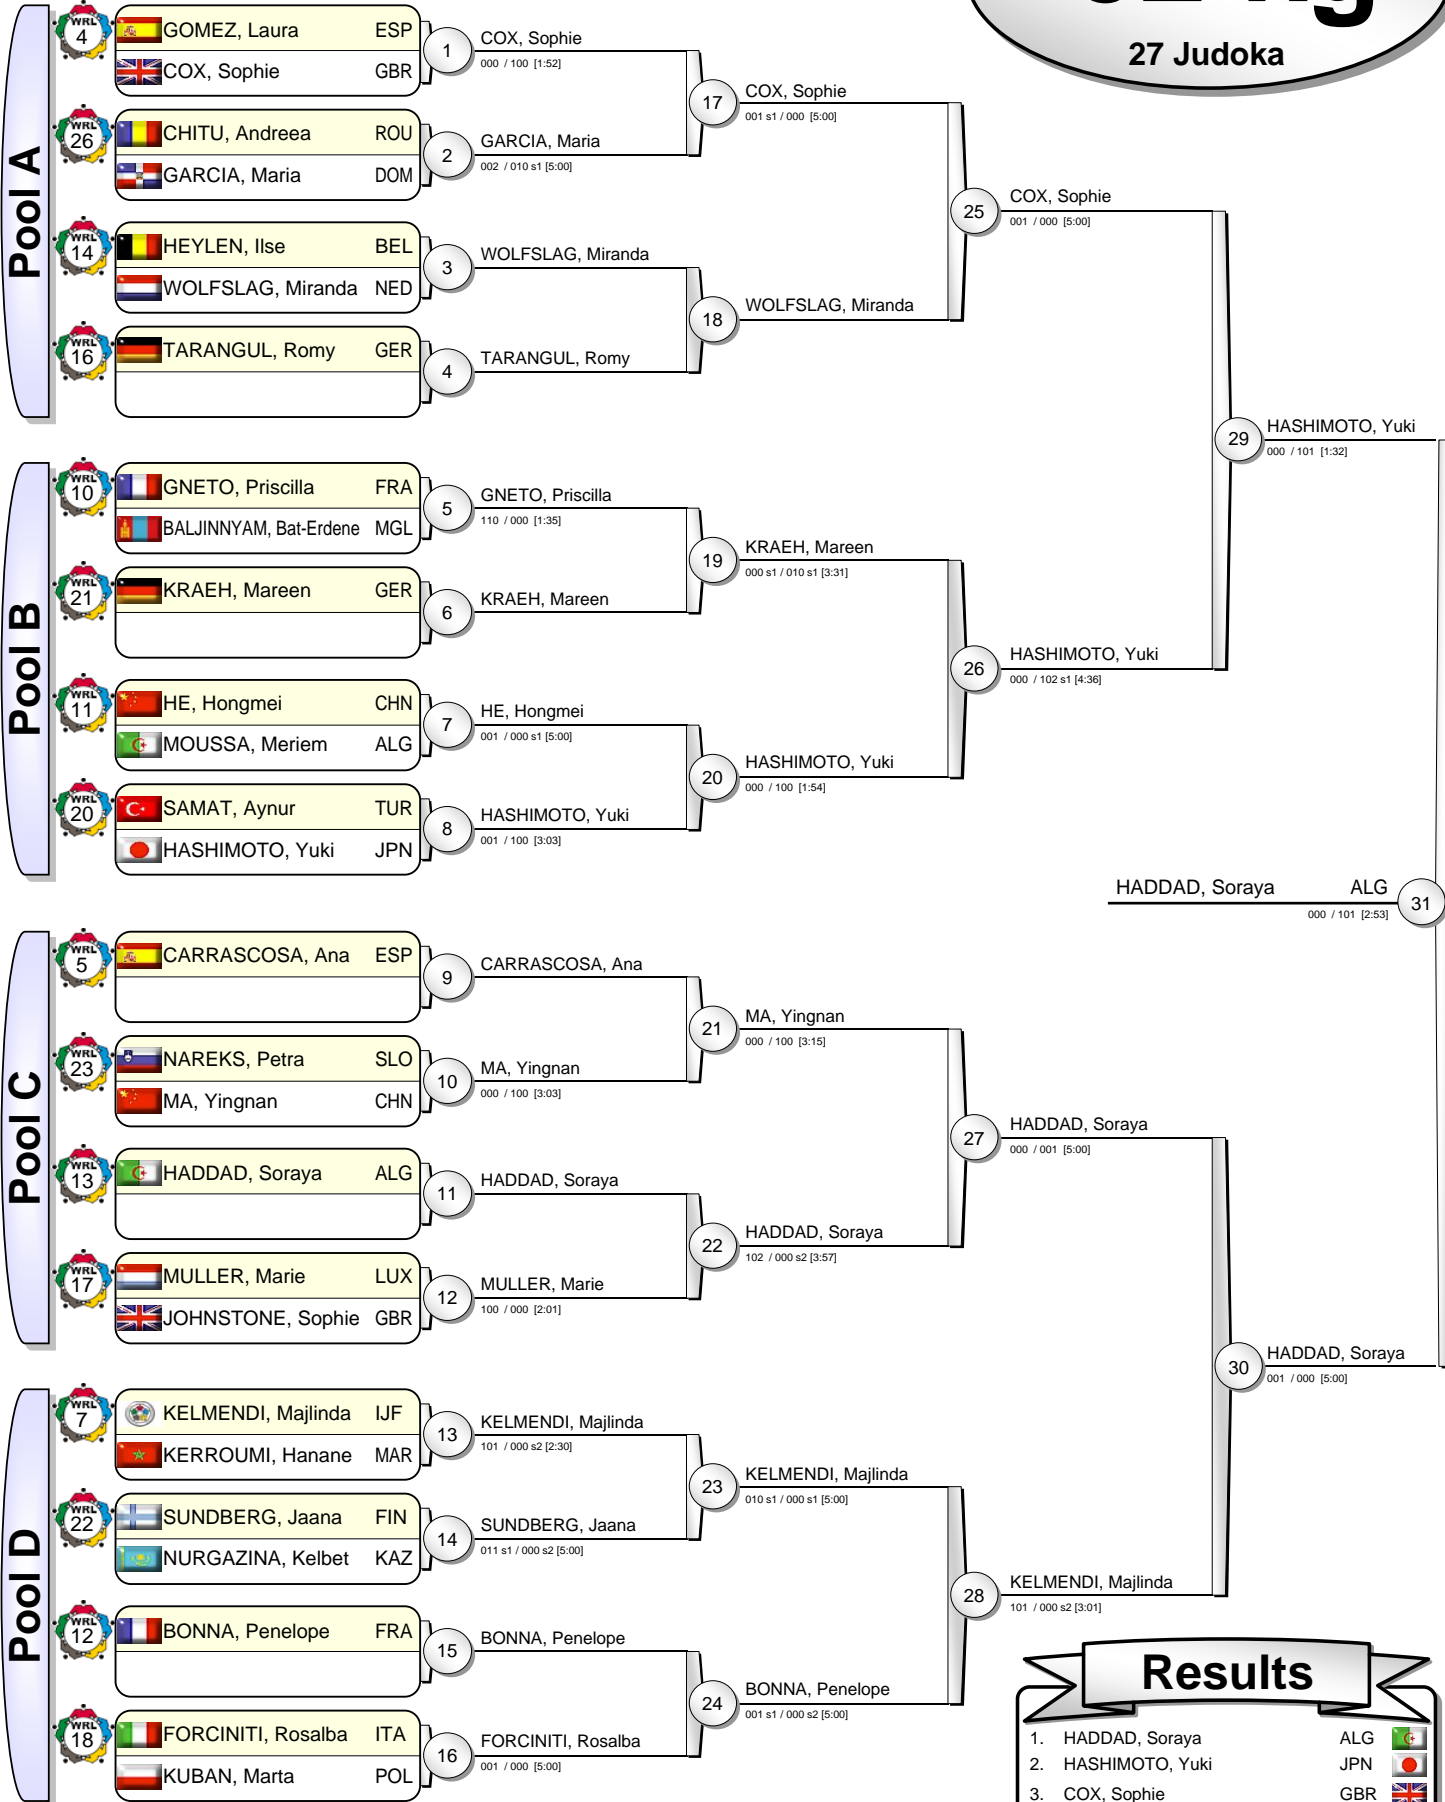 27 Judoka
Pool A
WRL 4
GOMEZ, Laura ESP
COX, Sophie GBR
1
COX, Sophie
000 / 100 [1:52]
WRL 26
CHITU, Andreea ROU
GARCIA, Maria DOM
2
GARCIA, Maria
002 / 010 s1 [5:00]
17
COX, Sophie
001 s1 / 000 [5:00]
WRL 14
HEYLEN, Ilse BEL
WOLFSLAG, Miranda NED
3
WOLFSLAG, Miranda
WRL 16
TARANGUL, Romy GER
4
TARANGUL, Romy
18
WOLFSLAG, Miranda
25
COX, Sophie
001 / 000 [5:00]
Pool B
WRL 10
GNETO, Priscilla FRA
BALJINNYAM, Bat-Erdene MGL
5
GNETO, Priscilla
110 / 000 [1:35]
WRL 21
KRAEH, Mareen GER
6
KRAEH, Mareen
19
KRAEH, Mareen
000 s1 / 010 s1 [3:31]
WRL 11
HE, Hongmei CHN
MOUSSA, Meriem ALG
7
HE, Hongmei
001 / 000 s1 [5:00]
WRL 20
SAMAT, Aynur TUR
HASHIMOTO, Yuki JPN
8
HASHIMOTO, Yuki
001 / 100 [3:03]
20
HASHIMOTO, Yuki
000 / 100 [1:54]
26
HASHIMOTO, Yuki
000 / 102 s1 [4:36]
29
HASHIMOTO, Yuki
000 / 101 [1:32]
HADDAD, Soraya ALG
000 / 101 [2:53]
31
Pool C
WRL 5
CARRASCOSA, Ana ESP
9
CARRASCOSA, Ana
WRL 23
NAREKS, Petra SLO
MA, Yingnan CHN
10
MA, Yingnan
000 / 100 [3:03]
21
MA, Yingnan
000 / 100 [3:15]
WRL 13
HADDAD, Soraya ALG
11
HADDAD, Soraya
WRL 17
MULLER, Marie LUX
JOHNSTONE, Sophie GBR
12
MULLER, Marie
100 / 000 [2:01]
22
HADDAD, Soraya
102 / 000 s2 [3:57]
27
HADDAD, Soraya
000 / 001 [5:00]
Pool D
WRL 7
KELMENDI, Majlinda IJF
KERROUMI, Hanane MAR
13
KELMENDI, Majlinda
101 / 000 s2 [2:30]
WRL 22
SUNDBERG, Jaana FIN
NURGAZINA, Kelbet KAZ
14
SUNDBERG, Jaana
011 s1 / 000 s2 [5:00]
23
KELMENDI, Majlinda
010 s1 / 000 s1 [5:00]
WRL 12
BONNA, Penelope FRA
15
BONNA, Penelope
WRL 18
FORCINITI, Rosalba ITA
KUBAN, Marta POL
16
FORCINITI, Rosalba
001 / 000 [5:00]
24
BONNA, Penelope
001 s1 / 000 s2 [5:00]
28
KELMENDI, Majlinda
101 / 000 s2 [3:01]
30
HADDAD, Soraya
001 / 000 [5:00]
Results
1. HADDAD, Soraya ALG
2. HASHIMOTO, Yuki JPN
3. COX, Sophie GBR